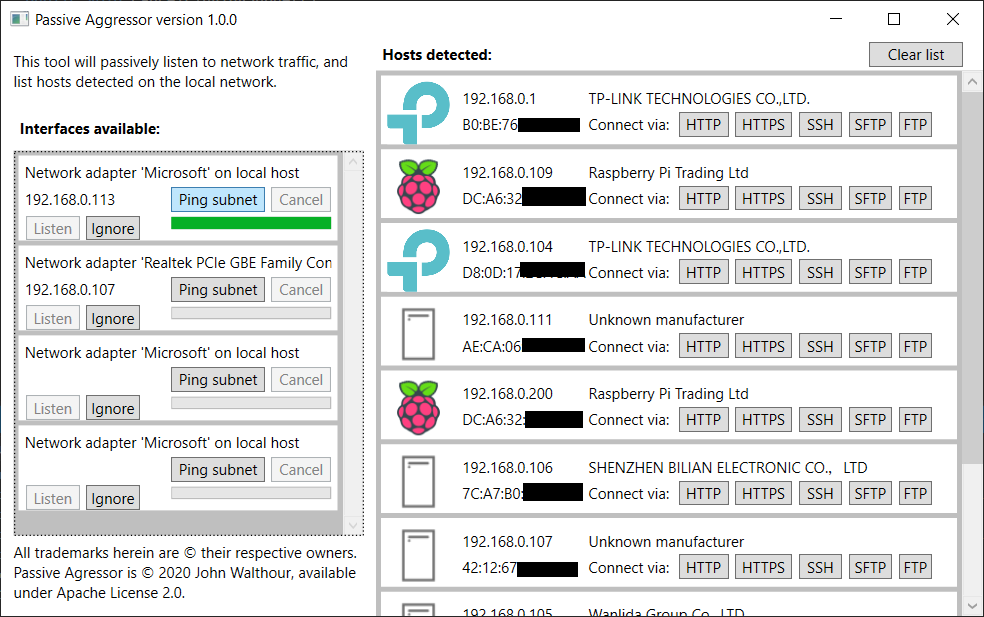 Passive Aggressor version 1.0.0
This tool will passively listen to network traffic, and
list hosts detected on the local network.
Interfaces available:
Network adapter 'Microsoft' on local host
192.168.0.113
Ping subnet
Cancel
Listen
Ignore
Network adapter 'Realtek PCIe GBE Family Con
192.168.0.107
Ping subnet
Cancel
Listen
Ignore
Network adapter 'Microsoft' on local host
Ping subnet
Cancel
Listen
Ignore
Network adapter 'Microsoft' on local host
Ping subnet
Cancel
Listen
Ignore
All trademarks herein are © their respective owners.
Passive Agressor is © 2020 John Walthour, available
under Apache License 2.0.
Hosts detected:
Clear list
192.168.0.1 TP-LINK TECHNOLOGIES CO.,LTD.
B0:BE:76 Connect via: HTTP HTTPS SSH SFTP FTP
192.168.0.109 Raspberry Pi Trading Ltd
DC:A6:32 Connect via: HTTP HTTPS SSH SFTP FTP
192.168.0.104 TP-LINK TECHNOLOGIES CO.,LTD.
D8:0D:17 Connect via: HTTP HTTPS SSH SFTP FTP
192.168.0.111 Unknown manufacturer
AE:CA:06 Connect via: HTTP HTTPS SSH SFTP FTP
192.168.0.200 Raspberry Pi Trading Ltd
DC:A6:32: Connect via: HTTP HTTPS SSH SFTP FTP
192.168.0.106 SHENZHEN BILIAN ELECTRONIC CO.， LTD
7C:A7:B0: Connect via: HTTP HTTPS SSH SFTP FTP
192.168.0.107 Unknown manufacturer
42:12:67 Connect via: HTTP HTTPS SSH SFTP FTP
192.168.0.105 Wanlida Group Co., LTD